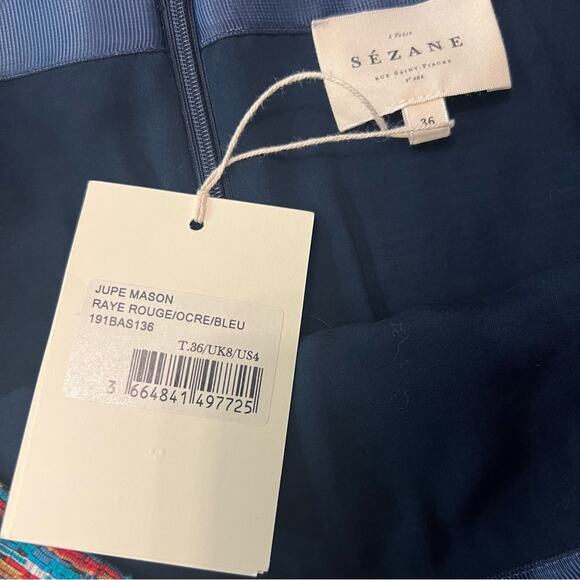 à Paris
SÉZANE
RUE SAINT-FIACRE
2e ARR.
36
JUPE MASON
RAYE ROUGE/OCRE/BLEU
191BAS136
T.36/UK8/US4
3 664841 497725